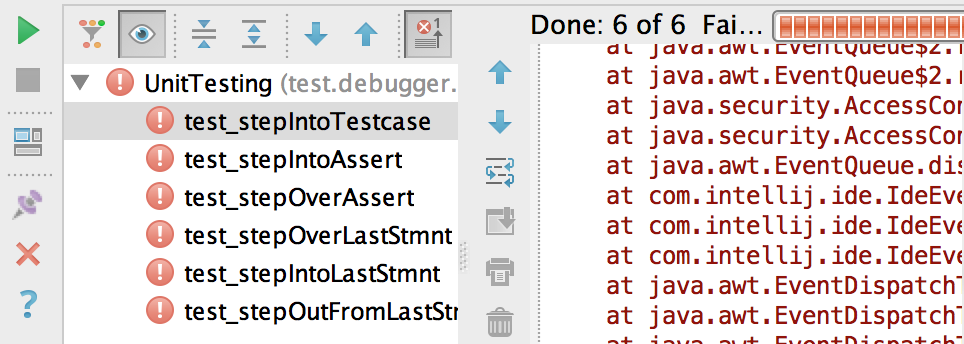 Done: 6 of 6 Fai...
UnitTesting (test.debugger.
test_stepIntoTestcase
test_stepIntoAssert
test_stepOverAssert
test_stepOverLastStmnt
test_stepIntoLastStmnt
test_stepOutFromLastStr
at java.awt.EventQueue$2.r
at java.awt.EventQueue$2.r
at java.security.AccessCor
at java.security.AccessCor
at java.awt.EventQueue.dis
at com.intellij.ide.IdeEve
at com.intellij.ide.IdeEve
at com.intellij.ide.IdeEve
at java.awt.EventDispatchT
at java.awt.EventDispatchT
at java.awt.EventDispatchT